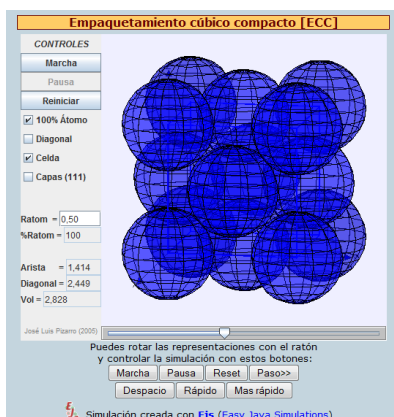 Empaquetamiento cúbico compacto [ECC]
CONTROLES
Marcha
Pausa
Reiniciar
100% Átomo
Diagonal
Celda
Capas (111)
Ratom = 0,50
%Ratom = 100
Arista = 1,414
Diagonal = 2,449
Vol = 2,828
José Luis Pizarro (2005)
Puedes rotar las representaciones con el ratón
y controlar la simulación con estos botones:
Marcha Pausa Reset Paso>>
Despacio Rápido Mas rápido
Simulación creada con Ejs (Easy Java Simulations)